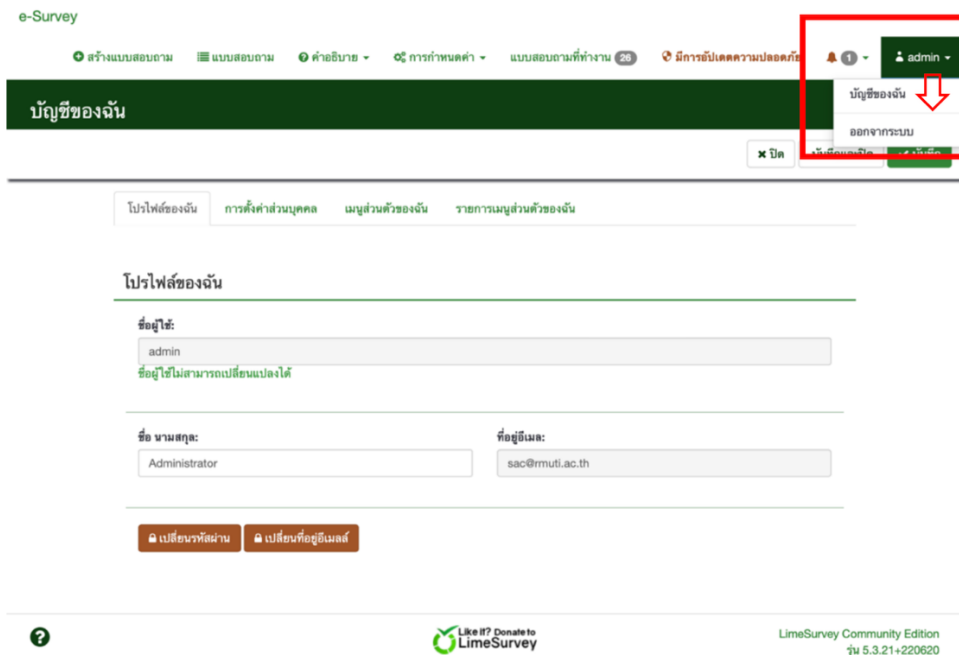 e-Survey
สร้างแบบสอบถาม แบบสอบถาม คำอธิบาย การกำหนดค่า แบบสอบถามที่ทำงาน 26 มีการอัปเดตความปลอดภัย 1 admin
บัญชีของฉัน
บัญชีของฉัน
ออกจากระบบ
ปิด บันทึกและปิด บันทึก
โปรไฟล์ของฉัน การตั้งค่าส่วนบุคคล เมนูส่วนตัวของฉัน รายการเมนูส่วนตัวของฉัน
โปรไฟล์ของฉัน
ชื่อผู้ใช้:
admin
ชื่อผู้ใช้ไม่สามารถเปลี่ยนแปลงได้
ชื่อ นามสกุล: ที่อยู่อีเมล:
Administrator sac@rmuti.ac.th
เปลี่ยนรหัสผ่าน เปลี่ยนที่อยู่อีเมลล์
Like it? Donate to
LimeSurvey
LimeSurvey Community Edition
รุ่น 5.3.21+220620